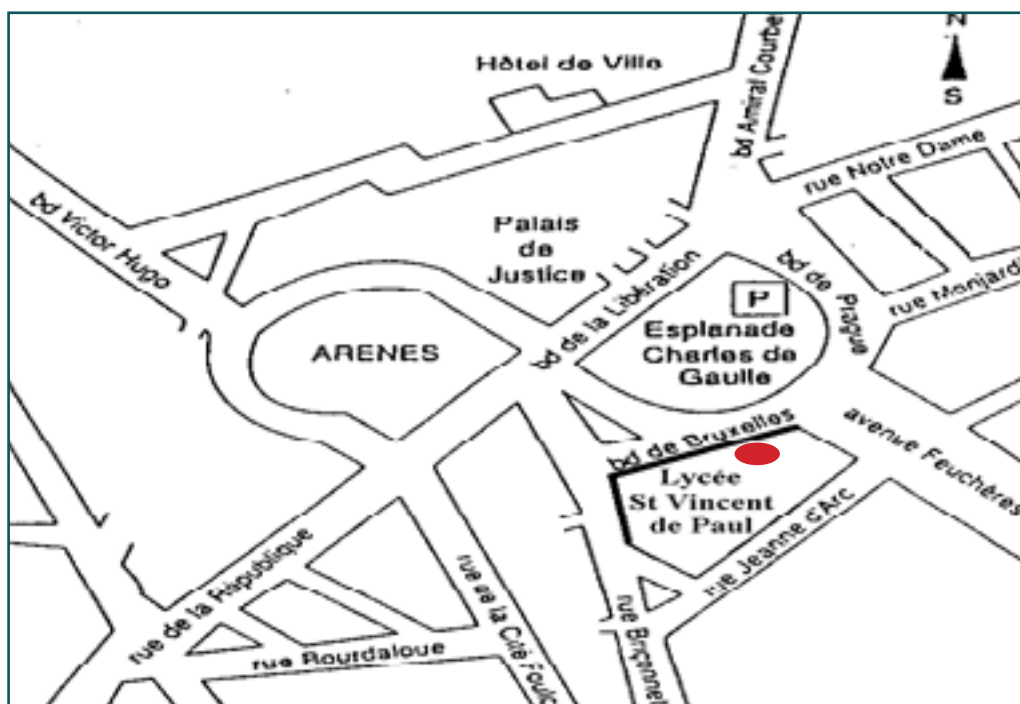 N
S
Hôtel de Ville
bd Amiral Courbe
rue Notre Dame
bd Victor Hugo
Palais
de
Justice
bd de la Libération
bd de Prague
rue Monjardi
P
Esplanade
Charles de
Gaulle
ARENES
bd de Bruxelles
avenue Feuchères
Lycée
St Vincent
de Paul
rue Jeanne d'Arc
rue de la République
rue de la Cité Foulc
rue Briçonnet
rue Bourdaloue